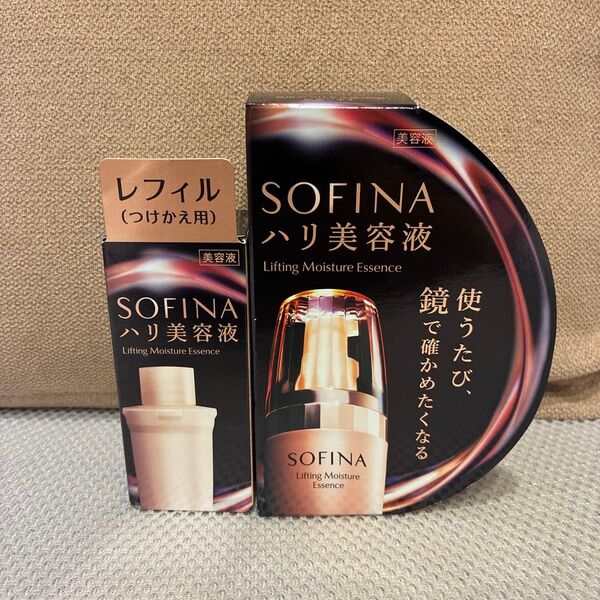 レフィル
(つけかえ用)
美容液
SOFINA
ハリ美容液
Lifting Moisture Essence
美容液
SOFINA
ハリ美容液
Lifting Moisture Essence
使うたび、
鏡で確かめたくなる
SOFINA
Lifting Moisture
Essence